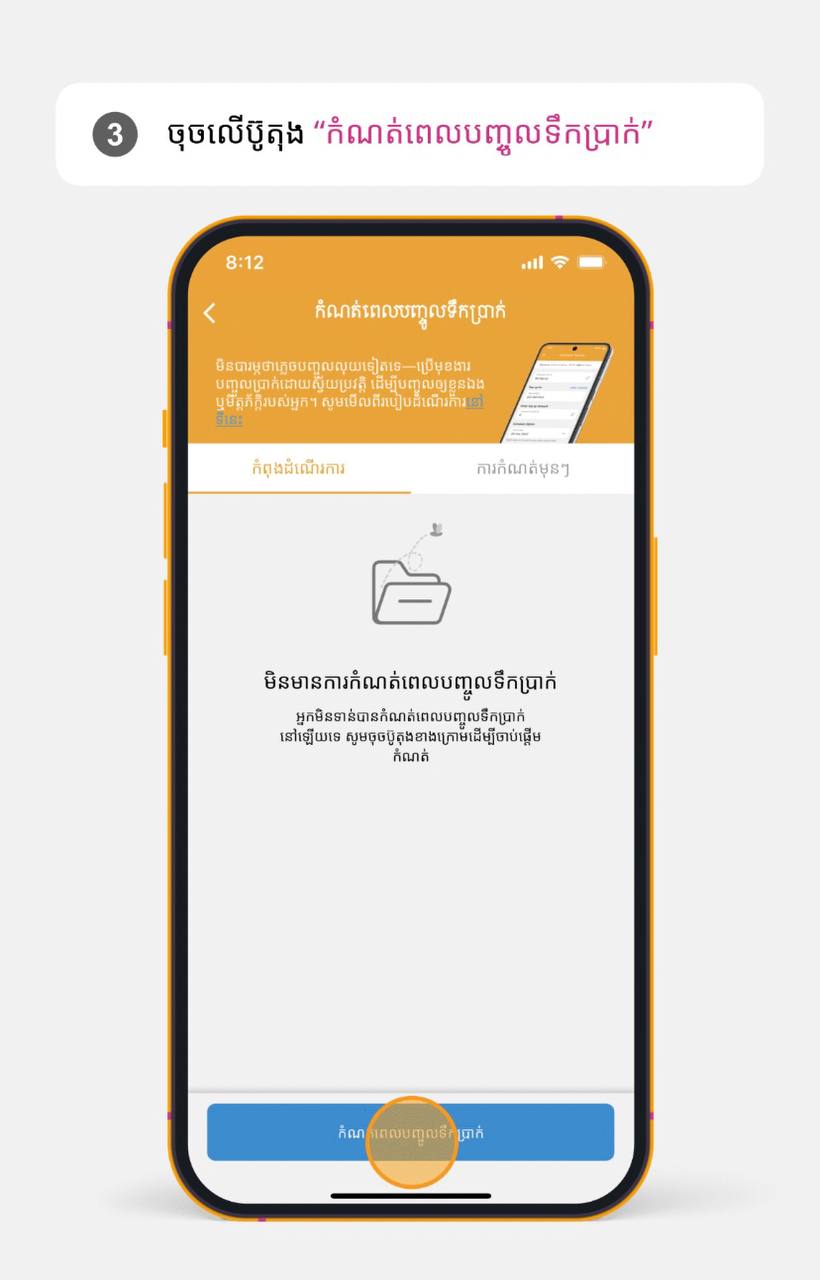 3 ចុចលើប៊ូតុង “កំណត់ពេលបញ្ចូលទឹកប្រាក់”
8:12
កំណត់ពេលបញ្ចូលទឹកប្រាក់
មិនបារម្ភថាភ្លេចបញ្ចូលលុយទៀតទេ—ប្រើមុខងារ
បញ្ចូលប្រាក់ដោយស្វ័យប្រវត្តិ ដើម្បីបញ្ចូលឲ្យខ្លួនឯង
ឬមិត្តភ័ក្តិរបស់អ្នក។ សូមមើលពីរបៀបដំណើរការនៅ
ទីនេះ
កំពុងដំណើរការ ការកំណត់មុនៗ
មិនមានការកំណត់ពេលបញ្ចូលទឹកប្រាក់
អ្នកមិនទាន់បានកំណត់ពេលបញ្ចូលទឹកប្រាក់
នៅឡើយទេ សូមចុចប៊ូតុងខាងក្រោមដើម្បីចាប់ផ្តើម
កំណត់
កំណត់ពេលបញ្ចូលទឹកប្រាក់